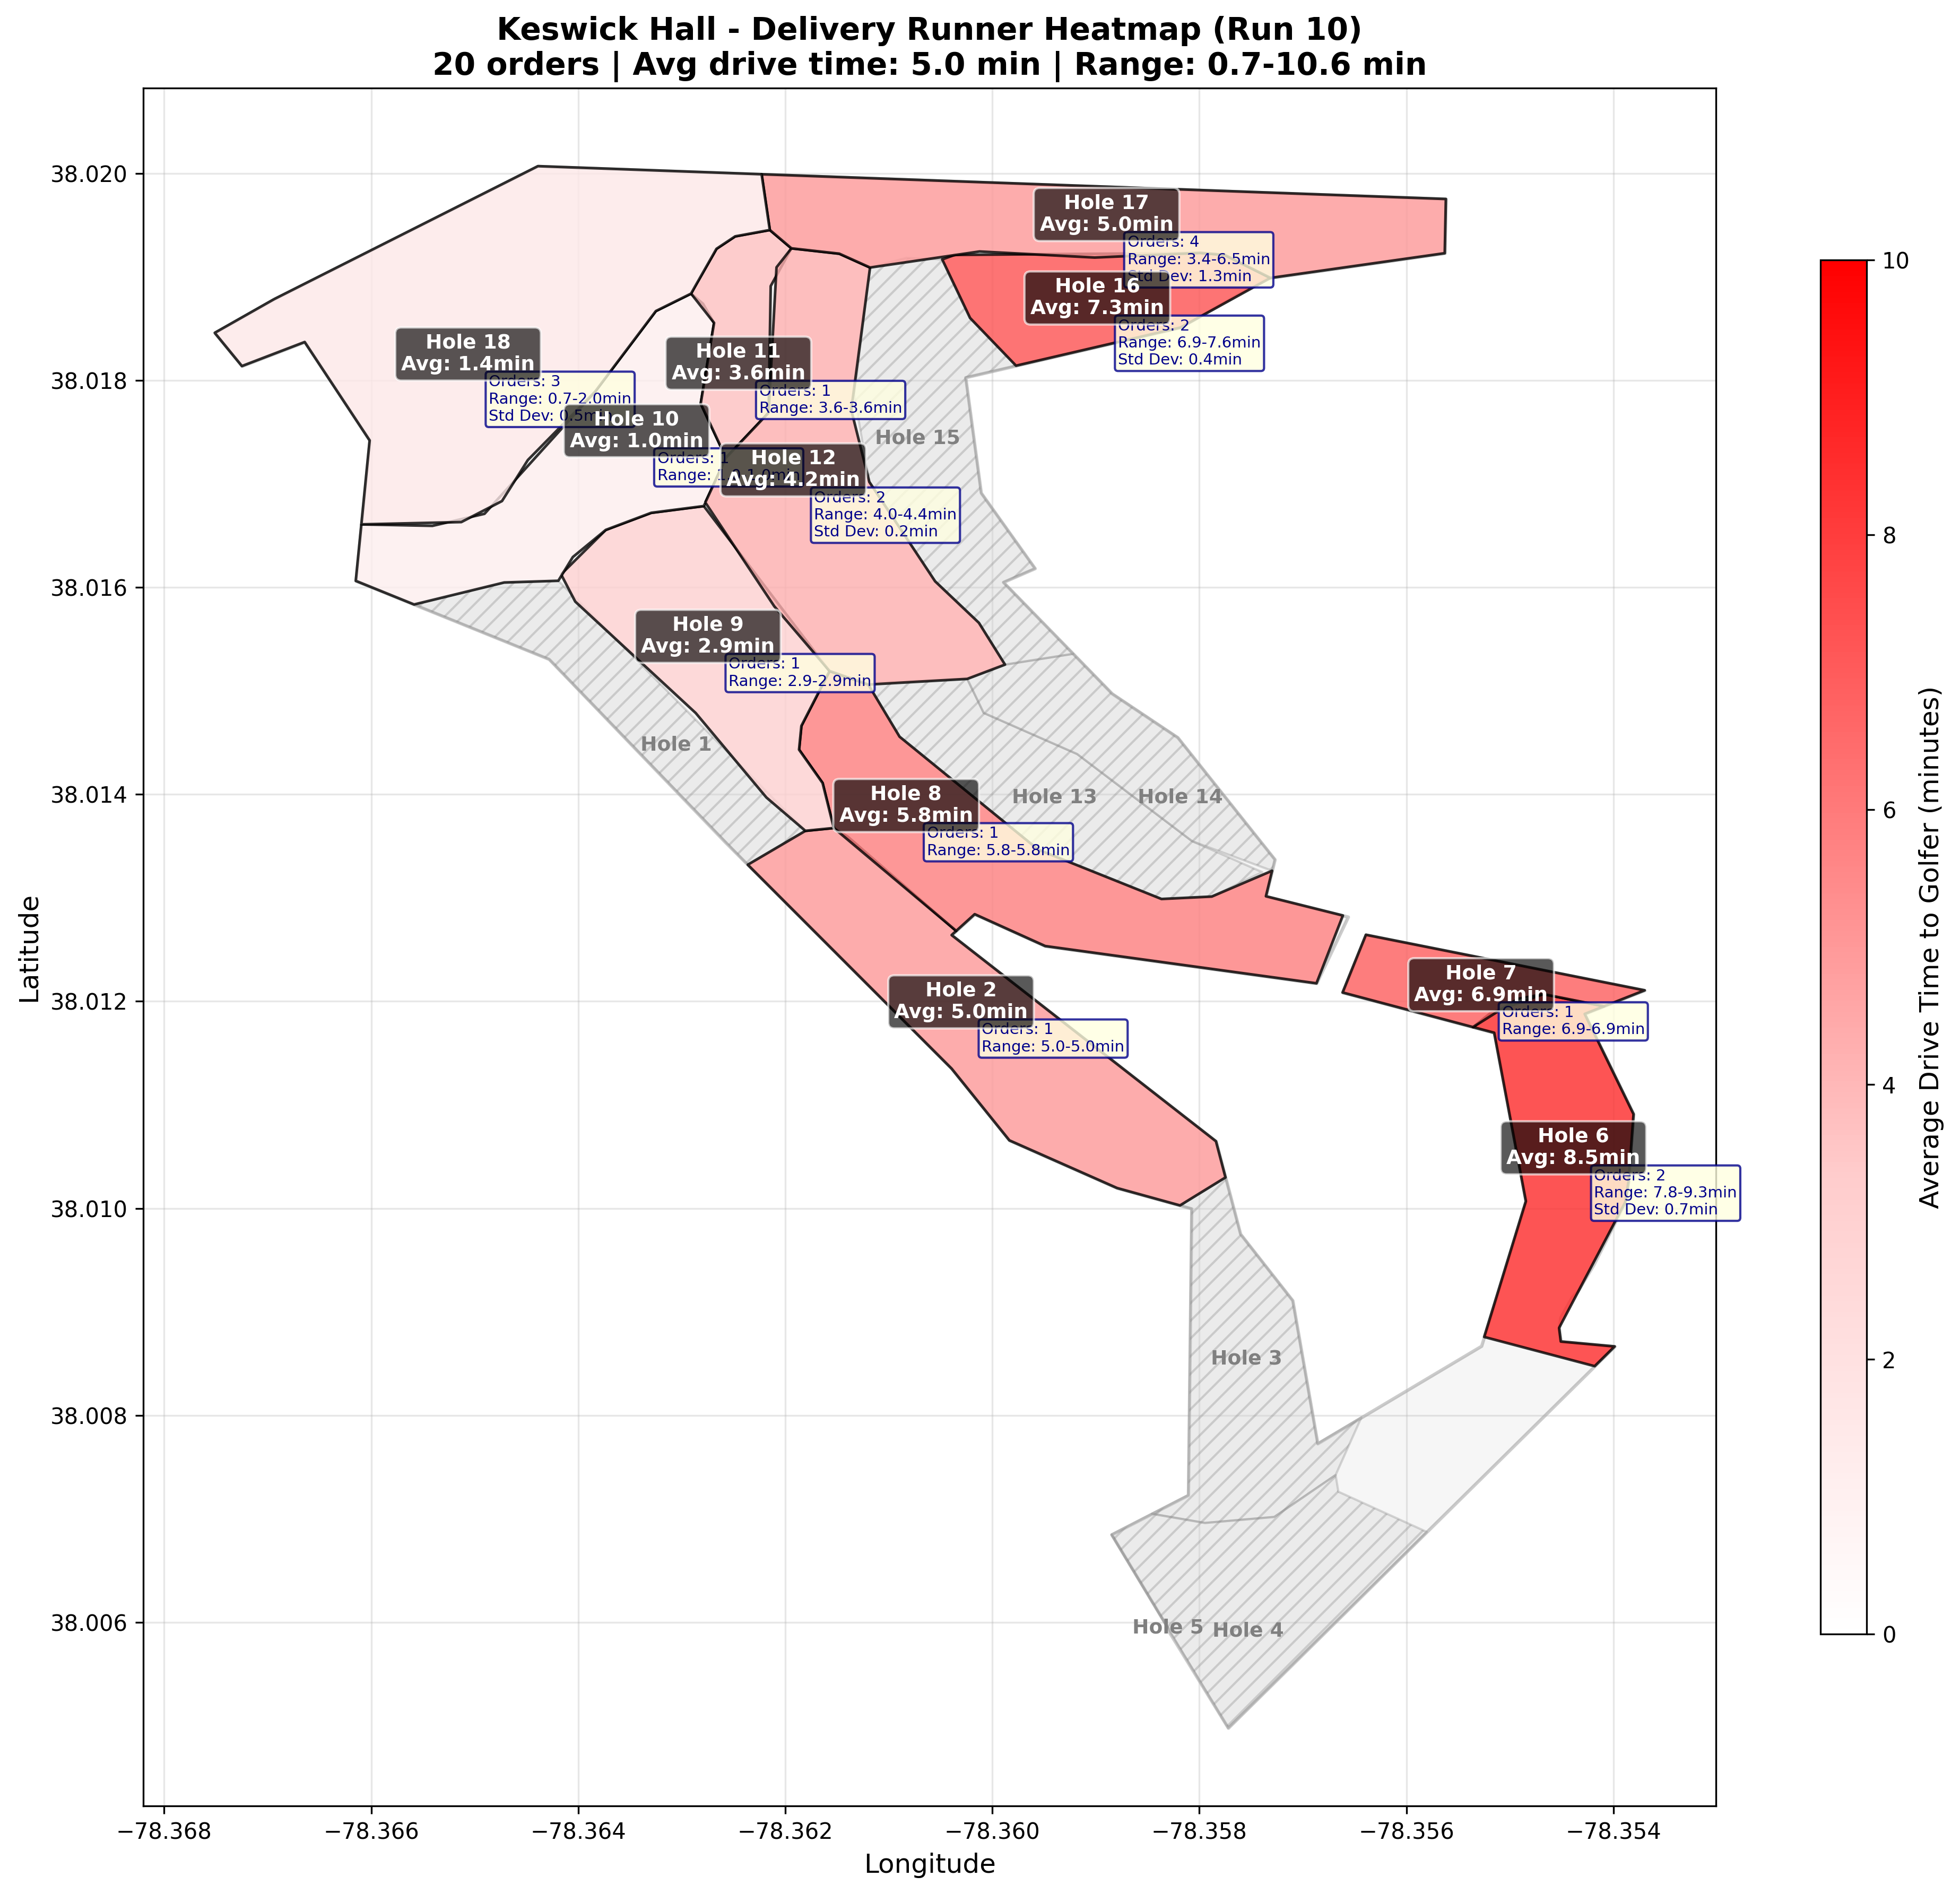 Keswick Hall - Delivery Runner Heatmap (Run 10)
20 orders | Avg drive time: 5.0 min | Range: 0.7-10.6 min
Hole 17
Avg: 5.0min
Orders: 4
Range: 3.4-6.5min
Std Dev: 1.3min
Hole 16
Avg: 7.3min
Orders: 2
Range: 6.9-7.6min
Std Dev: 0.4min
Hole 18
Avg: 1.4min
Orders: 3
Range: 0.7-2.0min
Std Dev: 0.5min
Hole 11
Avg: 3.6min
Orders: 1
Range: 3.6-3.6min
Hole 10
Avg: 1.0min
Orders: 1
Range: 1.0-1.0min
Hole 15
Hole 12
Avg: 4.2min
Orders: 2
Range: 4.0-4.4min
Std Dev: 0.2min
Hole 9
Avg: 2.9min
Orders: 1
Range: 2.9-2.9min
Hole 1
Hole 8
Avg: 5.8min
Orders: 1
Range: 5.8-5.8min
Hole 13
Hole 14
Hole 7
Avg: 6.9min
Orders: 1
Range: 6.9-6.9min
Hole 2
Avg: 5.0min
Orders: 1
Range: 5.0-5.0min
Hole 6
Avg: 8.5min
Orders: 2
Range: 7.8-9.3min
Std Dev: 0.7min
Hole 3
Hole 5
Hole 4
38.020
38.018
38.016
38.014
38.012
38.010
38.008
38.006
Latitude
−78.368
−78.366
−78.364
−78.362
−78.360
−78.358
−78.356
−78.354
Longitude
10
8
6
4
2
0
Average Drive Time to Golfer (minutes)